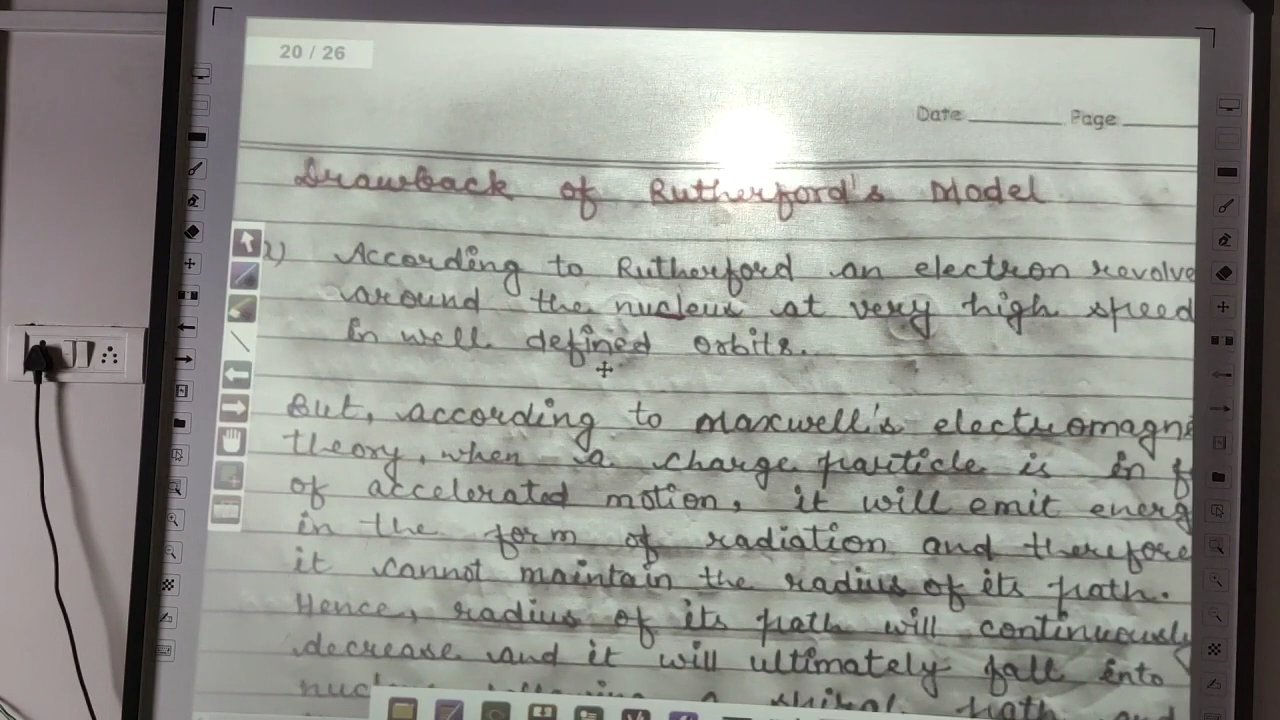 20 / 26
Date Page
Drawback of Rutherford's Model
According to Rutherford an electron revolve
around the nucleus at very high speed
in well defined orbits.
But, according to Maxwell's electromagn
theory, when a charge particle is in f
of accelerated motion, it will emit energ
in the form of radiation and therefore
it cannot maintain the radius of its path.
Hence, radius of its path will continuously
decrease and it will ultimately fall into
spiral path and